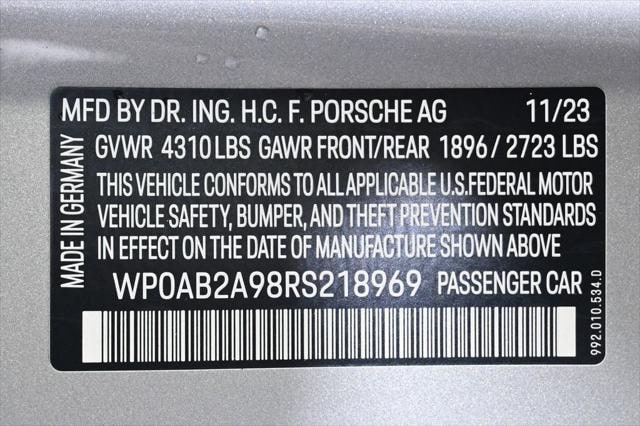 MFD BY DR. ING. H.C. F. PORSCHE AG 11/23
GVWR 4310 LBS GAWR FRONT/REAR 1896 / 2723 LBS
THIS VEHICLE CONFORMS TO ALL APPLICABLE U.S.FEDERAL MOTOR
VEHICLE SAFETY, BUMPER, AND THEFT PREVENTION STANDARDS
IN EFFECT ON THE DATE OF MANUFACTURE SHOWN ABOVE
WP0AB2A98RS218969 PASSENGER CAR
MADE IN GERMANY
992.010.534.D